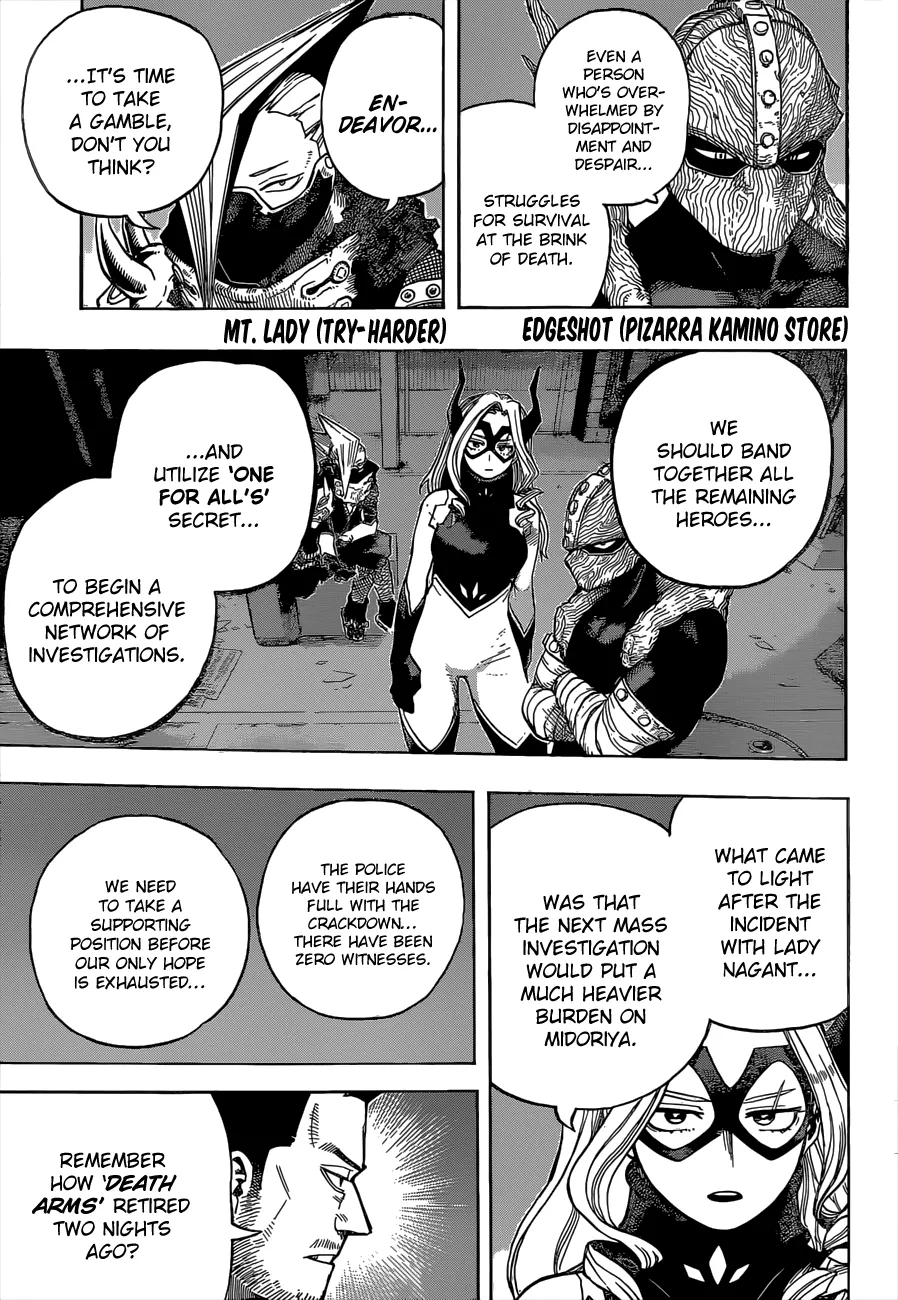 EVEN A
PERSON
WHO'S OVER-
WHELMED BY
DISAPPOINT-
MENT AND
DESPAIR...
STRUGGLES
FOR SURVIVAL
AT THE BRINK
OF DEATH.
EN-
DEAVOR...
...IT'S TIME
TO TAKE
A GAMBLE,
DON'T YOU
THINK?
EDGESHOT (PIZARRA KAMINO STORE)
MT. LADY (TRY-HARDER)
WE
SHOULD BAND
TOGETHER ALL
THE REMAINING
HEROES...
...AND
UTILIZE 'ONE
FOR ALL'S'
SECRET...
TO BEGIN A
COMPREHENSIVE
NETWORK OF
INVESTIGATIONS.
WHAT CAME
TO LIGHT
AFTER THE
INCIDENT
WITH LADY
NAGANT...
WAS THAT
THE NEXT MASS
INVESTIGATION
WOULD PUT A
MUCH HEAVIER
BURDEN ON
MIDORIYA.
THE POLICE
HAVE THEIR HANDS
FULL WITH THE
CRACKDOWN...
THERE HAVE BEEN
ZERO WITNESSES.
WE NEED
TO TAKE A
SUPPORTING
POSITION BEFORE
OUR ONLY HOPE
IS EXHAUSTED...
REMEMBER
HOW 'DEATH
ARMS' RETIRED
TWO NIGHTS
AGO?